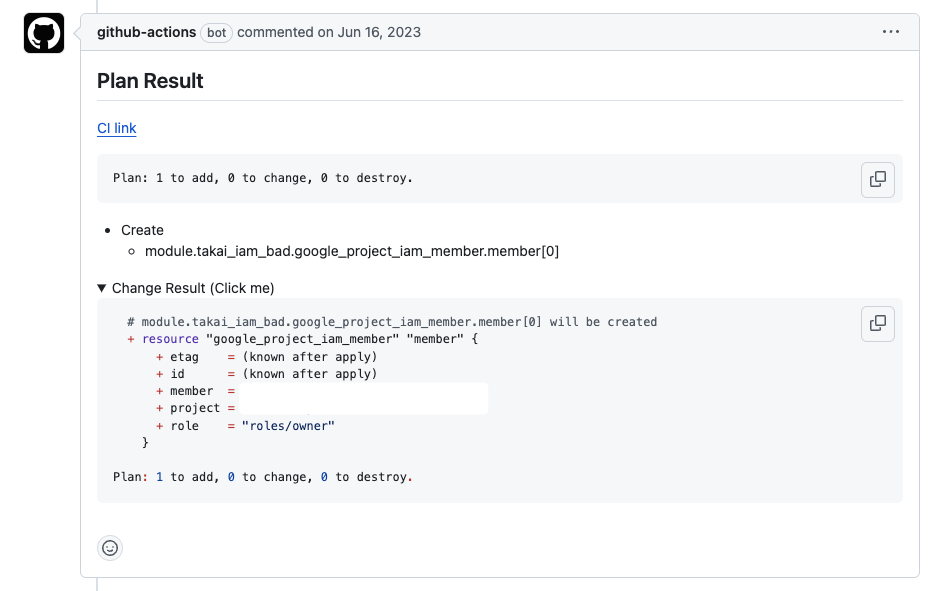 github-actions bot commented on Jun 16, 2023
Plan Result
CI link
Plan: 1 to add, 0 to change, 0 to destroy.
Create
module.takai_iam_bad.google_project_iam_member.member[0]
Change Result (Click me)
# module.takai_iam_bad.google_project_iam_member.member[0] will be created
+ resource "google_project_iam_member" "member" {
+ etag = (known after apply)
+ id = (known after apply)
+ member =
+ project =
+ role = "roles/owner"
}
Plan: 1 to add, 0 to change, 0 to destroy.